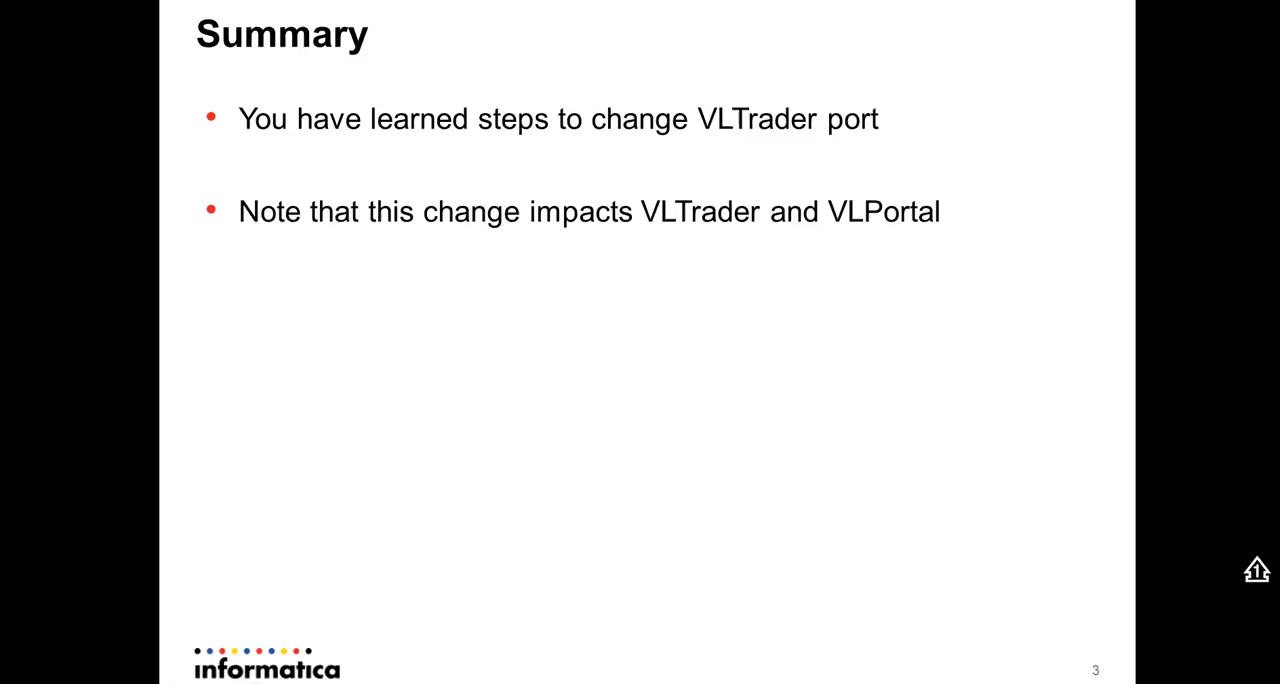 Summary
• You have learned steps to change VLTrader port
• Note that this change impacts VLTrader and VLPortal
1
informatica
3